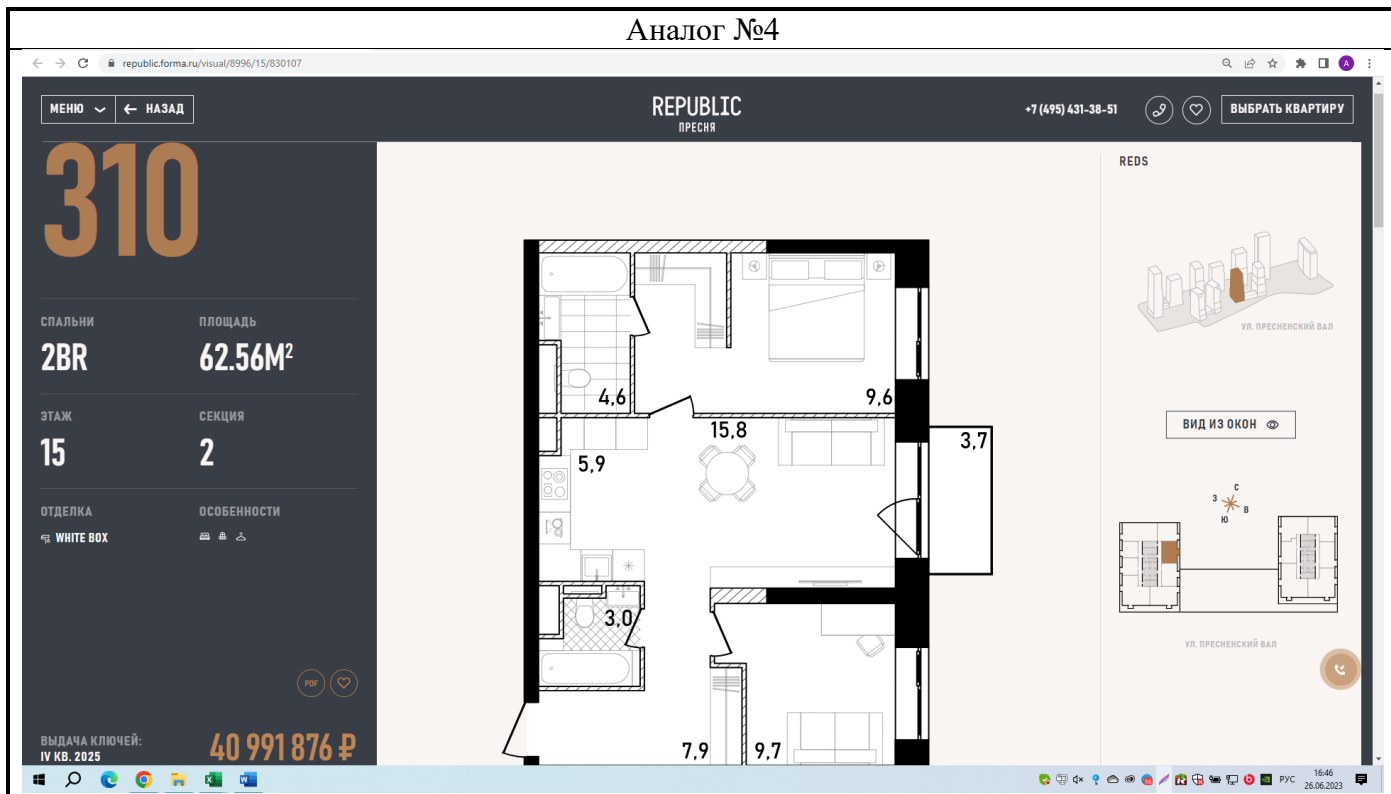 Аналог №4
republic.forma.ru/visual/8996/15/830107
МЕНЮ
← НАЗАД
REPUBLIC
ПРЕСНЯ
+7 (495) 431-38-51
ВЫБРАТЬ КВАРТИРУ
310
СПАЛЬНИ ПЛОЩАДЬ
2BR 62.56М²
ЭТАЖ СЕКЦИЯ
15 2
ОТДЕЛКА ОСОБЕННОСТИ
WHITE BOX
PDF
ВЫДАЧА КЛЮЧЕЙ:
IV КВ. 2025
40 991 876 ₽
4,6
9,6
15,8
5,9
3,7
3,0
7,9
9,7
REDS
УЛ. ПРЕСНЕНСКИЙ ВАЛ
ВИД ИЗ ОКОН
С
З
В
Ю
УЛ. ПРЕСНЕНСКИЙ ВАЛ
РУС
16:46
26.06.2023